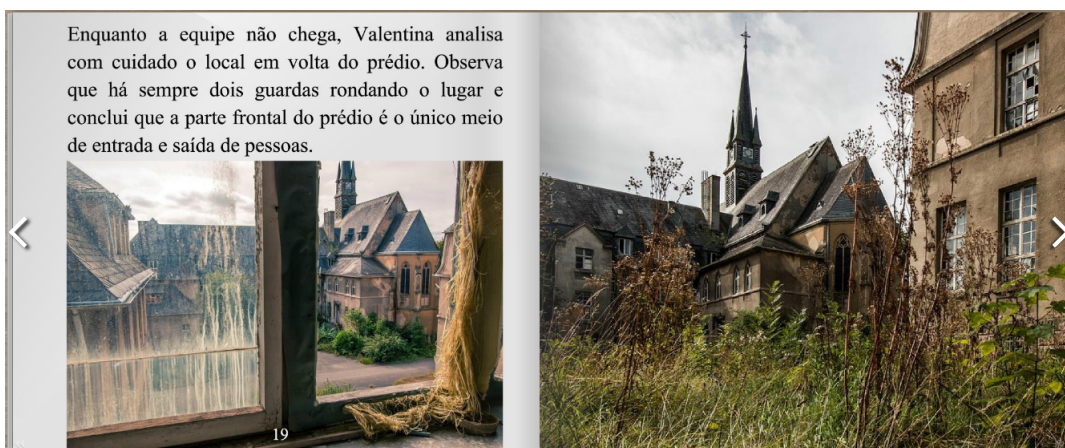 Enquanto a equipe não chega, Valentina analisa
com cuidado o local em volta do prédio. Observa
que há sempre dois guardas rondando o lugar e
conclui que a parte frontal do prédio é o único meio
de entrada e saída de pessoas.
19